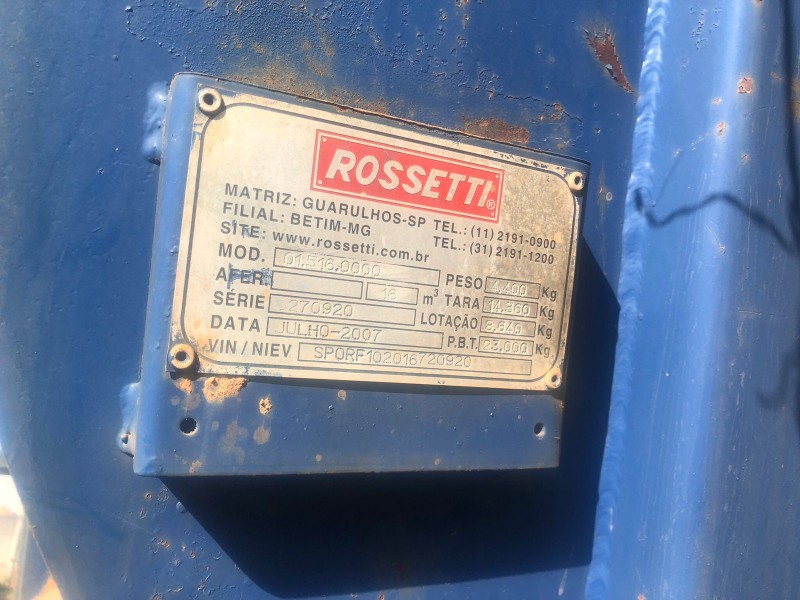 ROSSETTI®
MATRIZ: GUARULHOS-SP TEL.: (11) 2191-0900
FILIAL: BETIM-MG TEL.: (31) 2191-1200
SITE: www.rossetti.com.br
MOD. 01.516.0000 PESO 4,400 Kg
AFER. 16 m³ TARA 14,360 Kg
SÉRIE 270920 LOTAÇÃO 8,640 Kg
DATA JULHO-2007 P.B.T. 23,000 Kg
VIN / NIEV